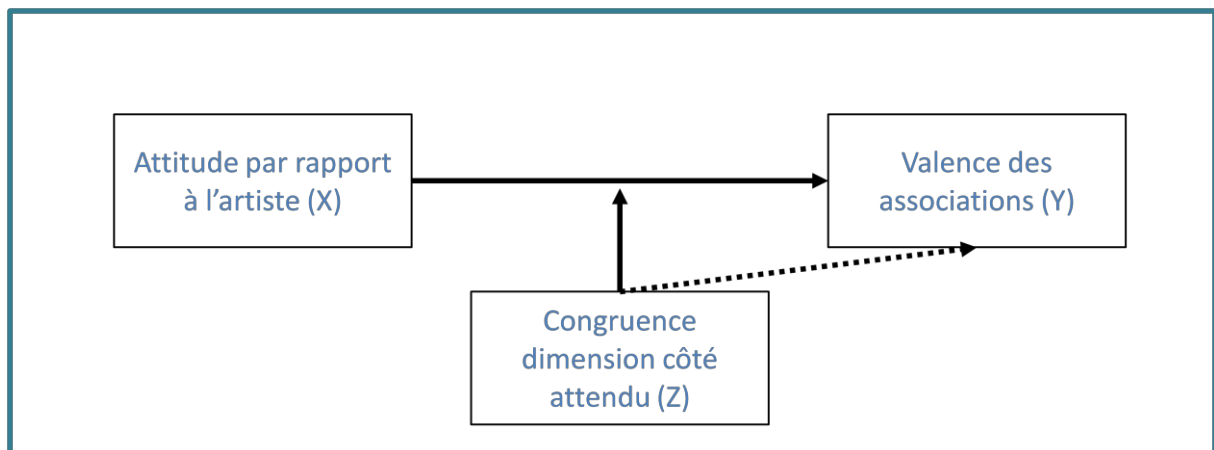 Attitude par rapport
à l’artiste (X)
Valence des
associations (Y)
Congruence
dimension côté
attendu (Z)